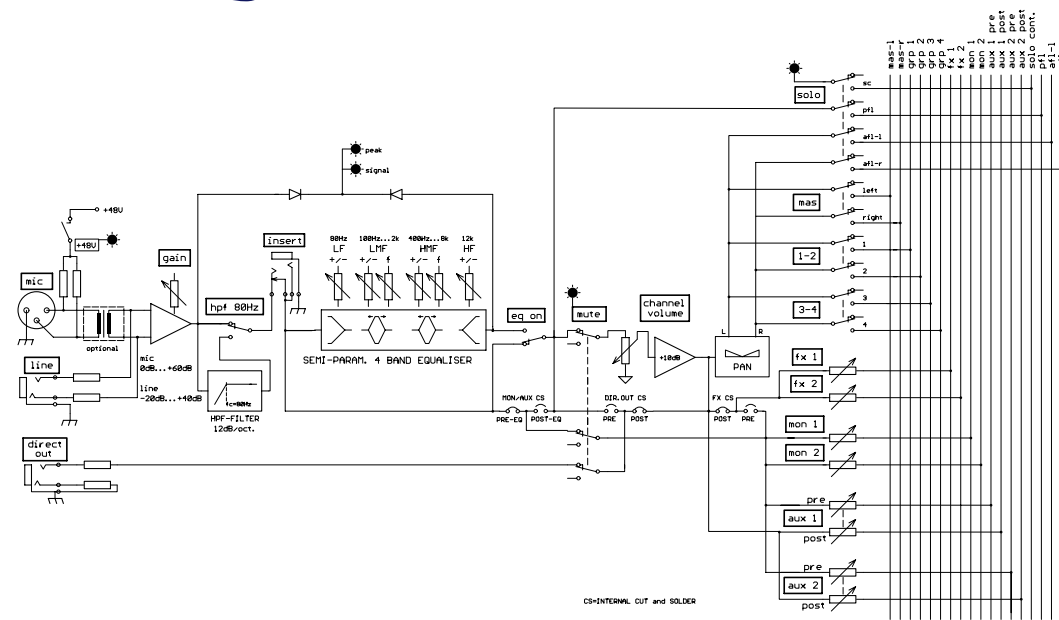 mas-l
mas-r
grp 1
grp 2
grp 3
grp 4
fx 1
fx 2
mon 1
mon 2
aux 1 pre
aux 1 post
aux 2 pre
aux 2 post
solo cont.
pfl
afl-l
solo
sc
pfl
afl-l
afl-r
mas
left
right
1-2
1
2
3-4
3
4
peak
signal
+48V
+48V
mic
optional
gain
hpf 80Hz
insert
80Hz 100Hz...2k 400Hz...8k 12k
LF LMF HMF HF
+/- +/- f +/- f +/-
SEMI-PARAM. 4 BAND EQUALISER
eq on
mute
channel
volume
+10dB
L R
PAN
line
mic
0dB...+60dB
line
-20dB...+40dB
fc=80Hz
HPF-FILTER
12dB/oct.
MON/AUX CS
PRE-EQ POST-EQ
DIR.OUT CS
PRE POST
FX CS
POST PRE
direct
out
fx 1
fx 2
mon 1
mon 2
pre
aux 1
post
pre
aux 2
post
CS=INTERNAL CUT and SOLDER